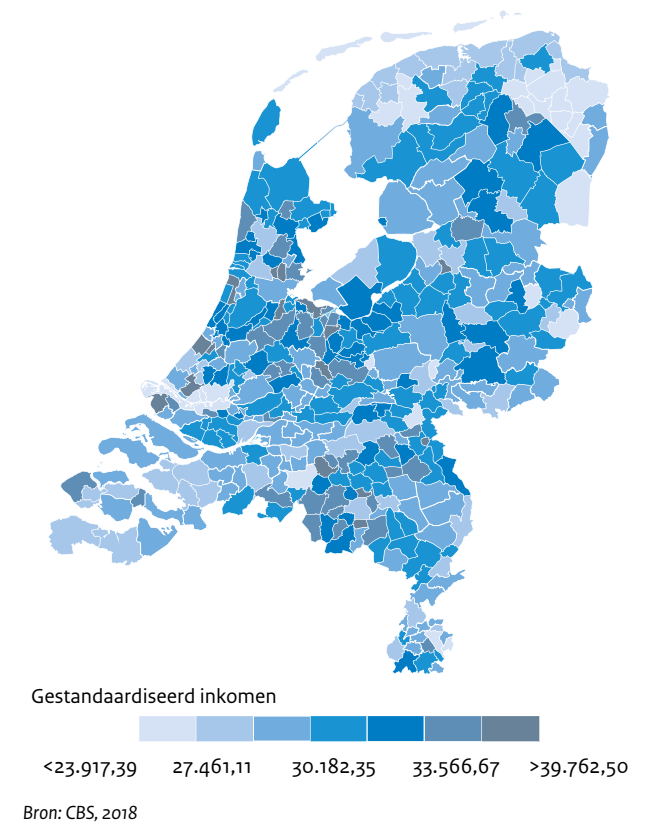 Gestandaardiseerd inkomen
<23.917,39 27.461,11 30.182,35 33.566,67 >39.762,50
Bron: CBS, 2018